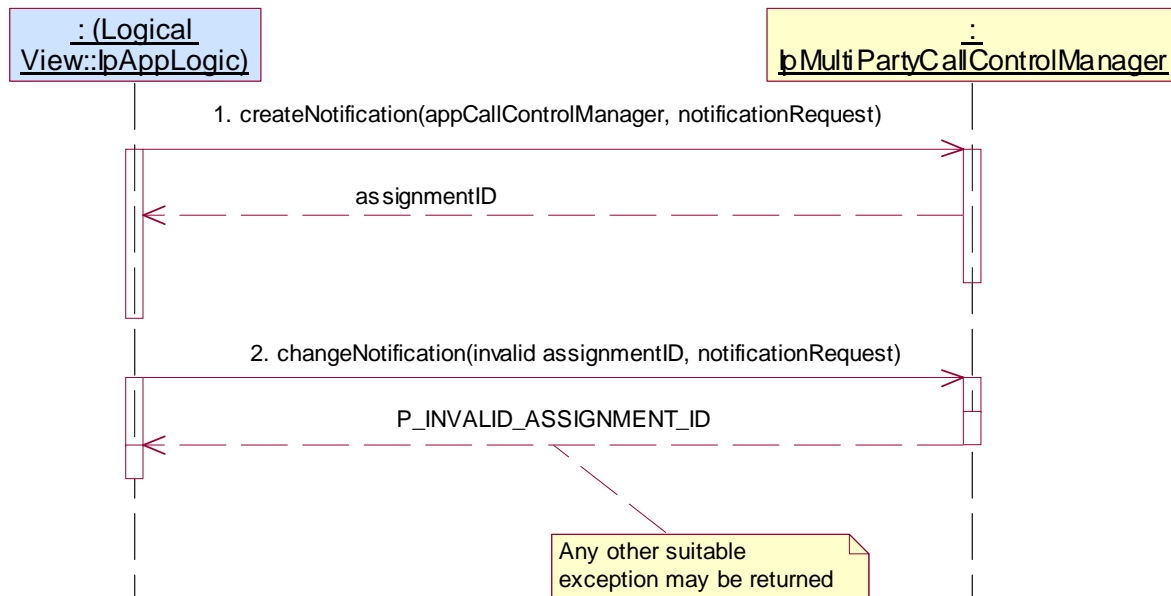 : (Logical
View::IpAppLogic)
:
IpMultiPartyCallControlManager
1. createNotification(appCallControlManager, notificationRequest)
assignmentID
2. changeNotification(invalid assignmentID, notificationRequest)
P_INVALID_ASSIGNMENT_ID
Any other suitable
exception may be returned